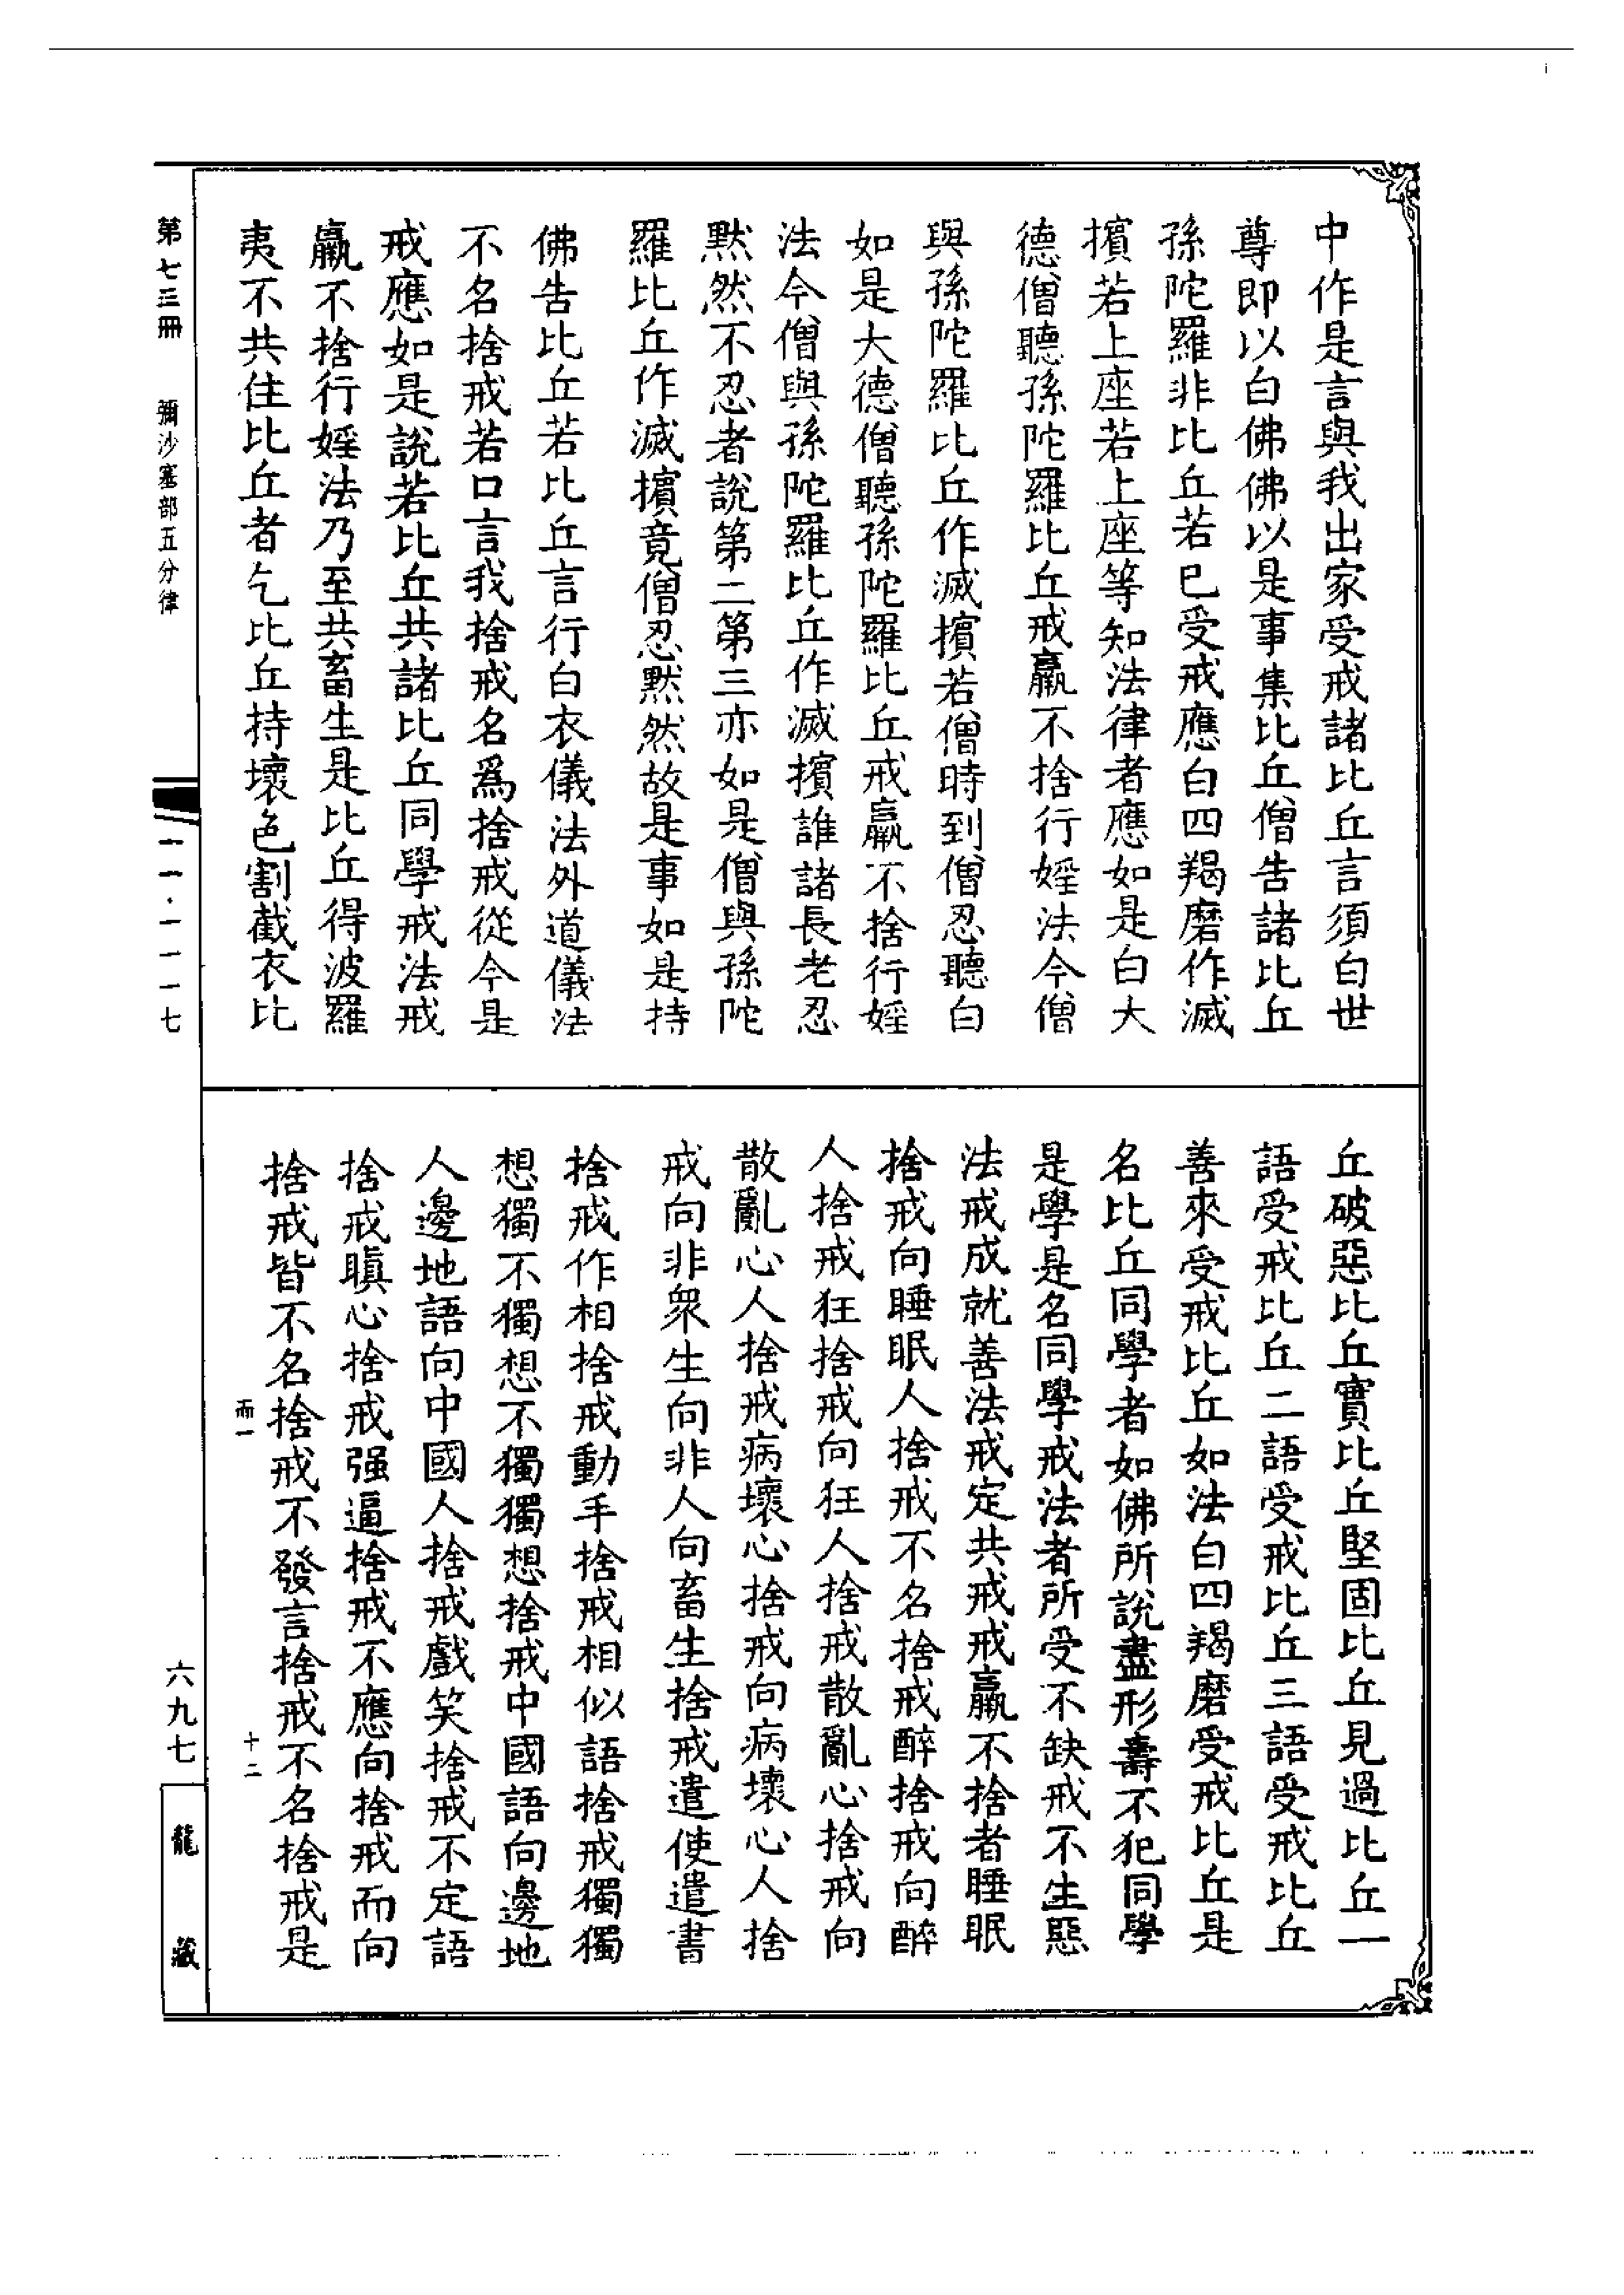 i
中作是言與我出家受戒諸比丘言須白世
尊即以白佛佛以是事集比丘僧告諸比丘
孫陀羅非比丘若已受戒應白四羯磨作滅
擯若上座若上座等知法律者應如是白大
德僧聽孫陀羅比丘戒羸不捨行婬法今僧
與孫陀羅比丘作滅擯若僧時到僧忍聽白
如是大德僧聽孫陀羅比丘戒羸不捨行婬
法今僧與孫陀羅比丘作滅擯誰諸長老忍
默然不忍者說第二第三亦如是僧與孫陀
羅比丘作滅擯竟僧忍默然故是事如是持
佛告比丘若比丘言行白衣儀法外道儀法
不名捨戒若口言我捨戒名爲捨戒從今是
戒應如是說若比丘共諸比丘同學戒法戒
羸不捨行婬法乃至共畜生是比丘得波羅
夷不共住比丘者乞比丘持壞色割截衣比
丘破惡比丘實比丘堅固比丘見過比丘一
語受戒比丘二語受戒比丘三語受戒比丘
善來受戒比丘如法白四羯磨受戒比丘是
名比丘同學者如佛所說盡形壽不犯同學
是學是名同學戒法者所受不缺戒不生惡
法戒成就善法戒定共戒戒羸不捨者睡眠
捨戒向睡眠人捨戒不名捨戒醉捨戒向醉
人捨戒狂捨戒向狂人捨戒散亂心捨戒向
散亂心人捨戒病壞心捨戒向病壞心人捨
戒向非衆生向非人向畜生捨戒遣使遣書
捨戒作相捨戒動手捨戒相似語捨戒獨獨
想獨不獨想不獨獨想捨戒中國語向邊地
人邊地語向中國人捨戒戲笑捨戒不定語
捨戒瞋心捨戒强逼捨戒不應向捨戒而向
捨戒皆不名捨戒不發言捨戒不名捨戒是
而一
十二
第七三冊
彌沙塞部五分律
一一·一一一七
六九七
龍藏